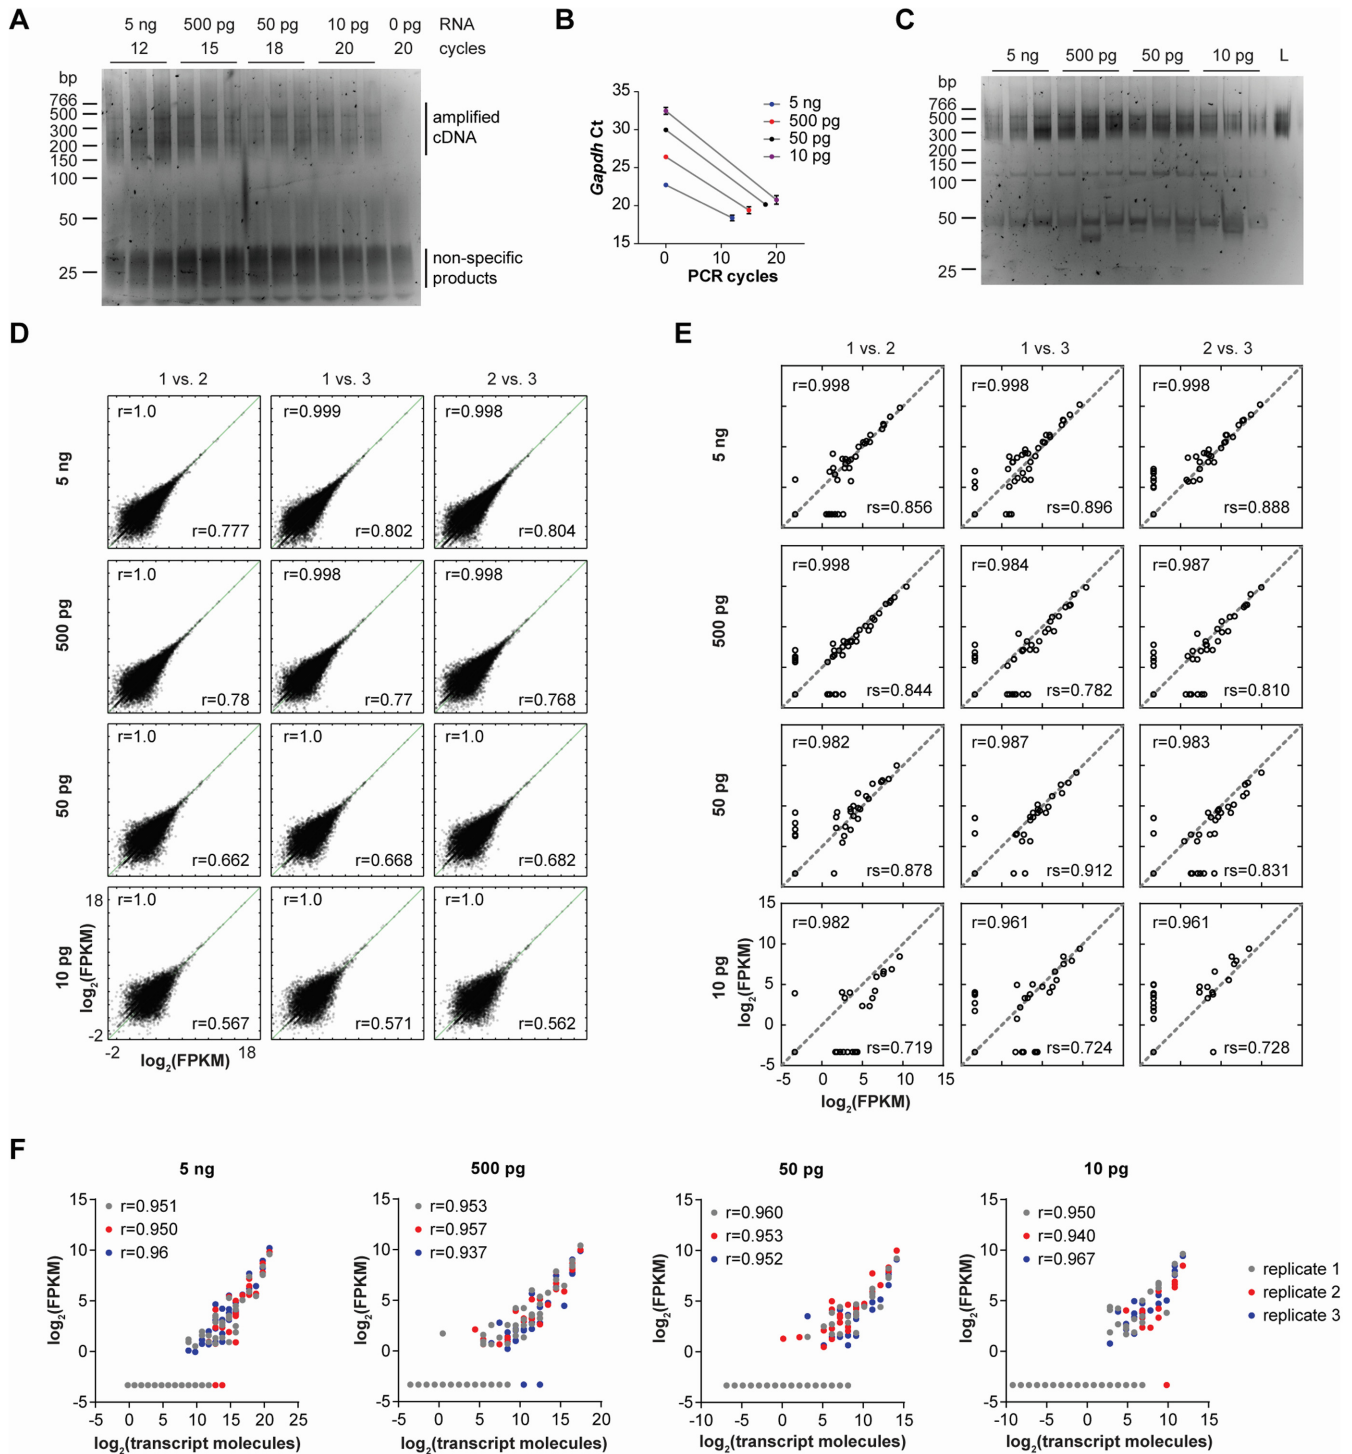 A
5 ng 500 pg 50 pg 10 pg 0 pg RNA
12 15 18 20 20 cycles
bp
766
500
300
200
150
100
50
25
amplified
cDNA
non-specific
products
B
35
30
25
20
15
Gapdh Ct
0 10 20
PCR cycles
5 ng
500 pg
50 pg
10 pg
C
5 ng 500 pg 50 pg 10 pg L
bp
766
500
300
200
150
100
50
25
D
1 vs. 2 1 vs. 3 2 vs. 3
5 ng
r=1.0 r=0.999 r=0.998
r=0.777 r=0.802 r=0.804
500 pg
r=1.0 r=0.998 r=0.998
r=0.78 r=0.77 r=0.768
50 pg
r=1.0 r=1.0 r=1.0
r=0.662 r=0.668 r=0.682
10 pg
log2(FPKM)
18
-2
r=1.0 r=1.0 r=1.0
r=0.567 r=0.571 r=0.562
-2 18
log2(FPKM)
E
1 vs. 2 1 vs. 3 2 vs. 3
5 ng
r=0.998 r=0.998 r=0.998
rs=0.856 rs=0.896 rs=0.888
500 pg
r=0.998 r=0.984 r=0.987
rs=0.844 rs=0.782 rs=0.810
50 pg
r=0.982 r=0.987 r=0.983
rs=0.878 rs=0.912 rs=0.831
10 pg
log2(FPKM)
15
10
5
0
-5
r=0.982 r=0.961 r=0.961
rs=0.719 rs=0.724 rs=0.728
-5 0 5 10 15
log2(FPKM)
F
5 ng
15
10
5
0
-5
log2(FPKM)
r=0.951
r=0.950
r=0.96
-5 0 5 10 15 20 25
log2(transcript molecules)
500 pg
15
10
5
0
-5
log2(FPKM)
r=0.953
r=0.957
r=0.937
-5 0 5 10 15 20
log2(transcript molecules)
50 pg
15
10
5
0
-5
log2(FPKM)
r=0.960
r=0.953
r=0.952
-10 -5 0 5 10 15
log2(transcript molecules)
10 pg
15
10
5
0
-5
log2(FPKM)
r=0.950
r=0.940
r=0.967
-10 -5 0 5 10 15
log2(transcript molecules)
replicate 1
replicate 2
replicate 3